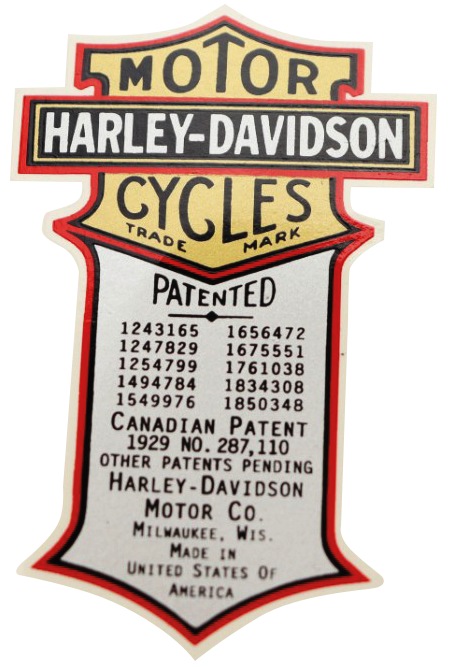 MOTOR
HARLEY-DAVIDSON
CYCLES
TRADE MARK
PATENTED
1243165 1656472
1247829 1675551
1254799 1761038
1494784 1834308
1549976 1850348
CANADIAN PATENT
1929 NO. 287,110
OTHER PATENTS PENDING
HARLEY-DAVIDSON
MOTOR CO.
MILWAUKEE, WIS.
MADE IN
UNITED STATES OF
AMERICA